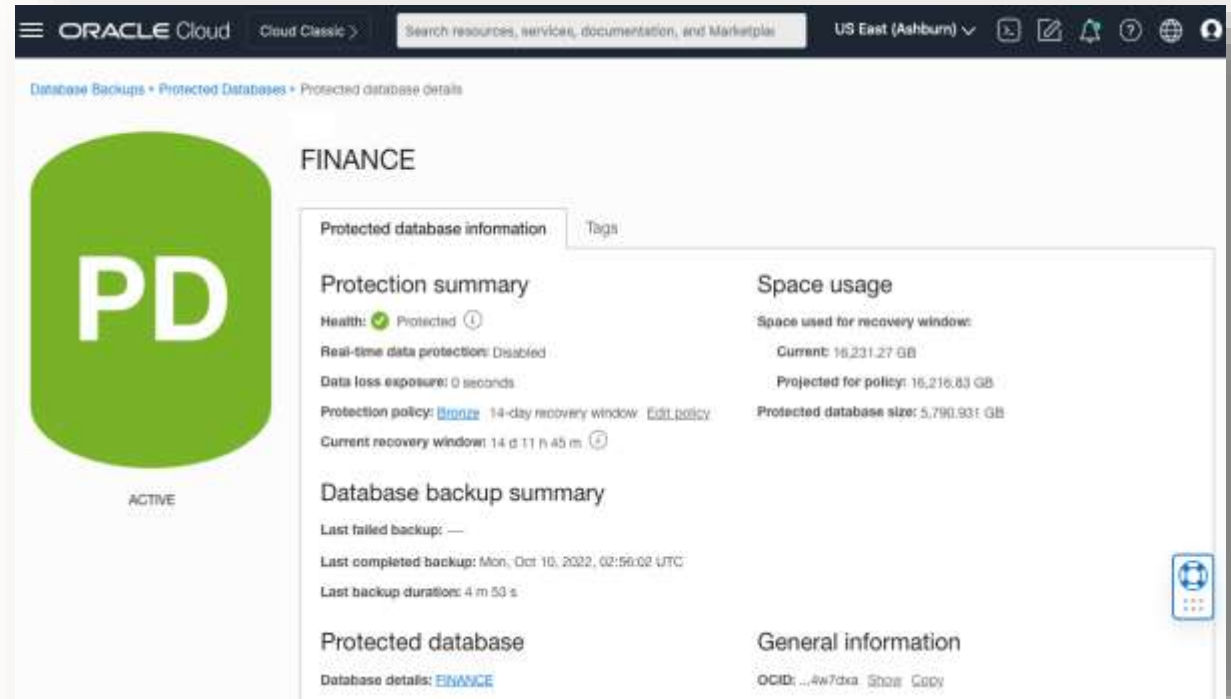 ORACLE Cloud Cloud Classic > Search resources, services, documentation, and Marketplac US East (Ashburn)
Database Backups • Protected Databases • Protected database details
PD
ACTIVE
FINANCE
Protected database information Tags
Protection summary
Health: Protected
Real-time data protection: Disabled
Data loss exposure: 0 seconds
Protection policy: Bronze 14-day recovery window Edit policy
Current recovery window: 14 d 11 h 45 m
Space usage
Space used for recovery window:
Current: 16,231.27 GB
Projected for policy: 16,216.83 GB
Protected database size: 5,790.931 GB
Database backup summary
Last failed backup: —
Last completed backup: Mon, Oct 10, 2022, 02:56:02 UTC
Last backup duration: 4 m 53 s
Protected database
Database details: FINANCE
General information
OCID: ...4w7dxa Show Copy